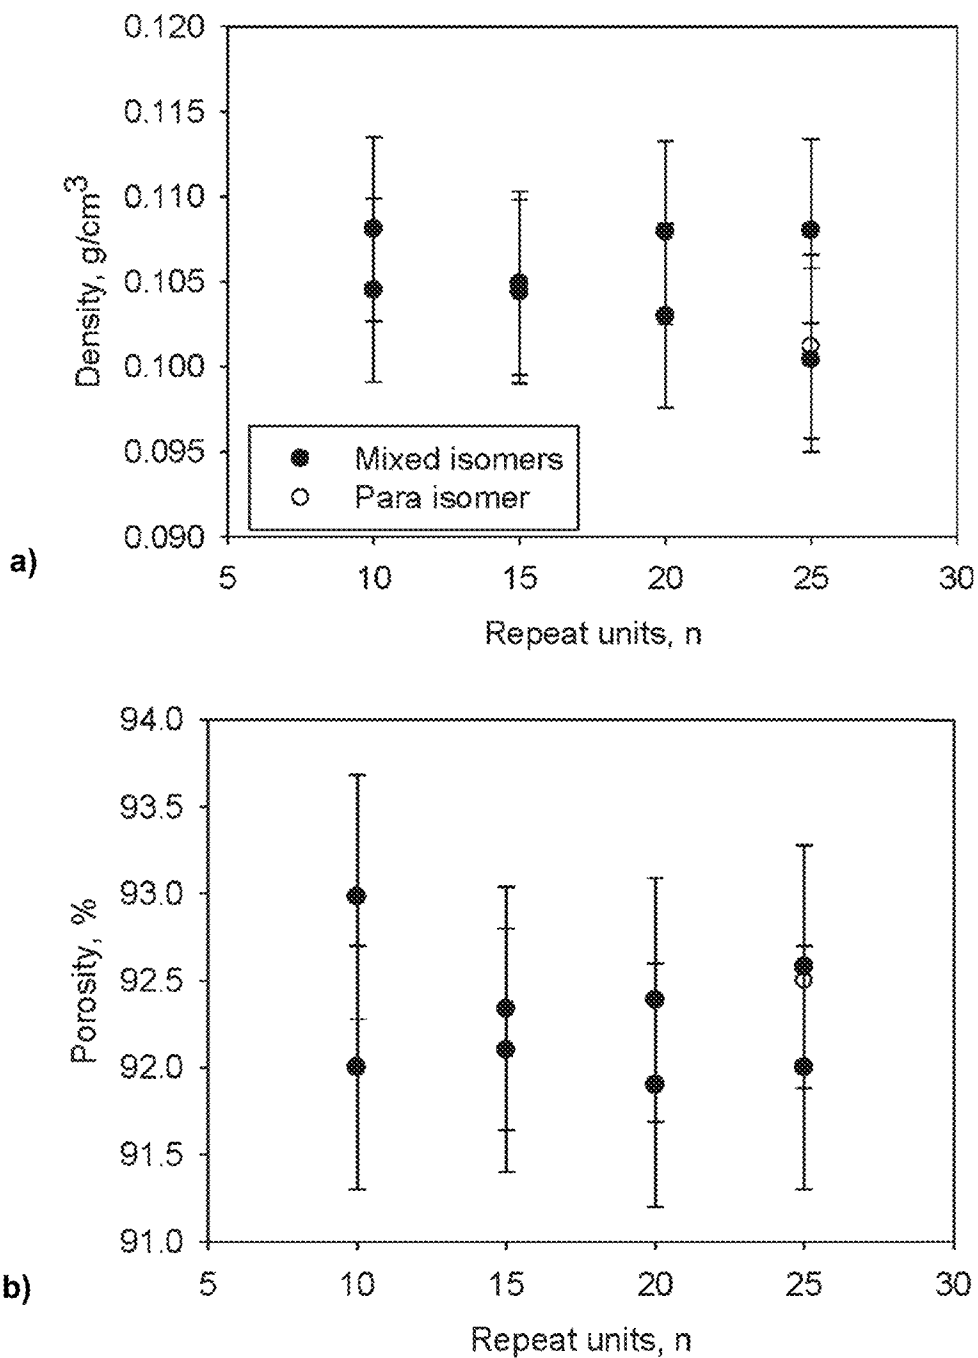 0.120
0.115
0.110
0.105
0.100
0.095
0.090
Density, g/cm³
Mixed isomers
Para isomer
a)
5 10 15 20 25 30
Repeat units, n
94.0
93.5
93.0
92.5
92.0
91.5
91.0
Porosity, %
b)
5 10 15 20 25 30
Repeat units, n